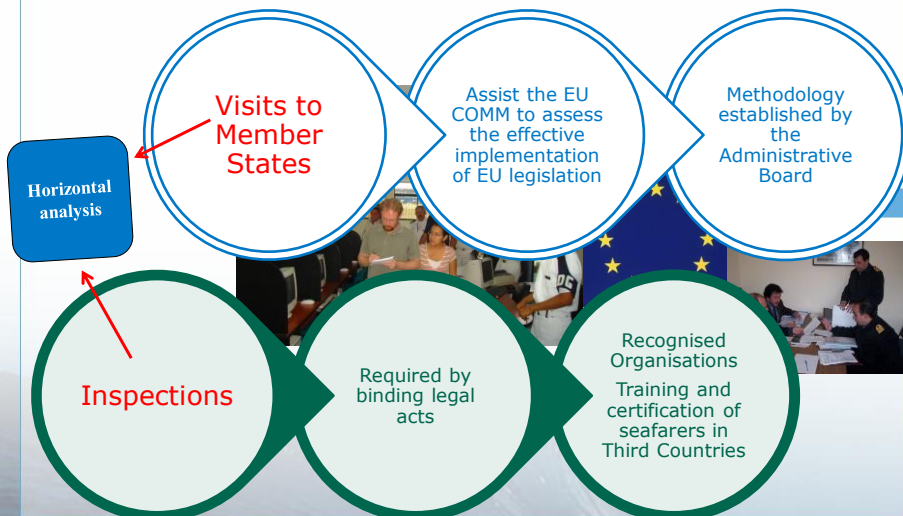 Visits to
Member
States
Assist the EU
COMM to assess
the effective
implementation
of EU legislation
Methodology
established by
the
Administrative
Board
Horizontal
analysis
Inspections
Required by
binding legal
acts
Recognised
Organisations
Training and
certification of
seafarers in
Third Countries